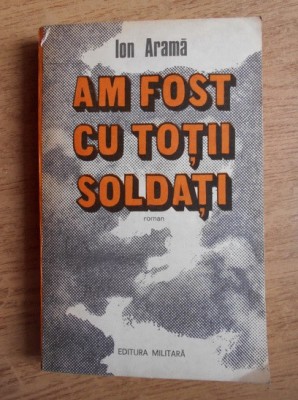 Ion Aramă
AM FOST
CU TOȚII
SOLDAȚI
roman
EDITURA MILITARĂ